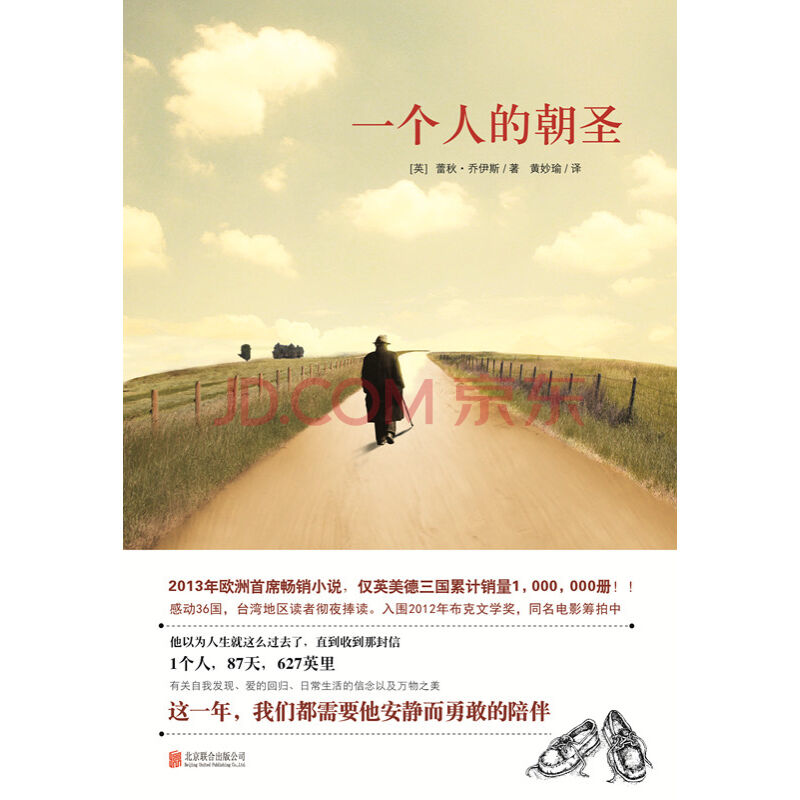 一个人的朝圣
[英] 蕾秋·乔伊斯 / 著 黄妙瑜 / 译
JD.COM 京东
2013年欧洲首席畅销小说，仅英美德三国累计销量1，000，000册！！
感动36国，台湾地区读者彻夜捧读。入围2012年布克文学奖，同名电影筹拍中
他以为人生就这么过去了，直到收到那封信
1个人，87天，627英里
有关自我发现、爱的回归、日常生活的信念以及万物之美
这一年，我们都需要他安静而勇敢的陪伴
北京联合出版公司
Beijing United Publishing Co.,Ltd.